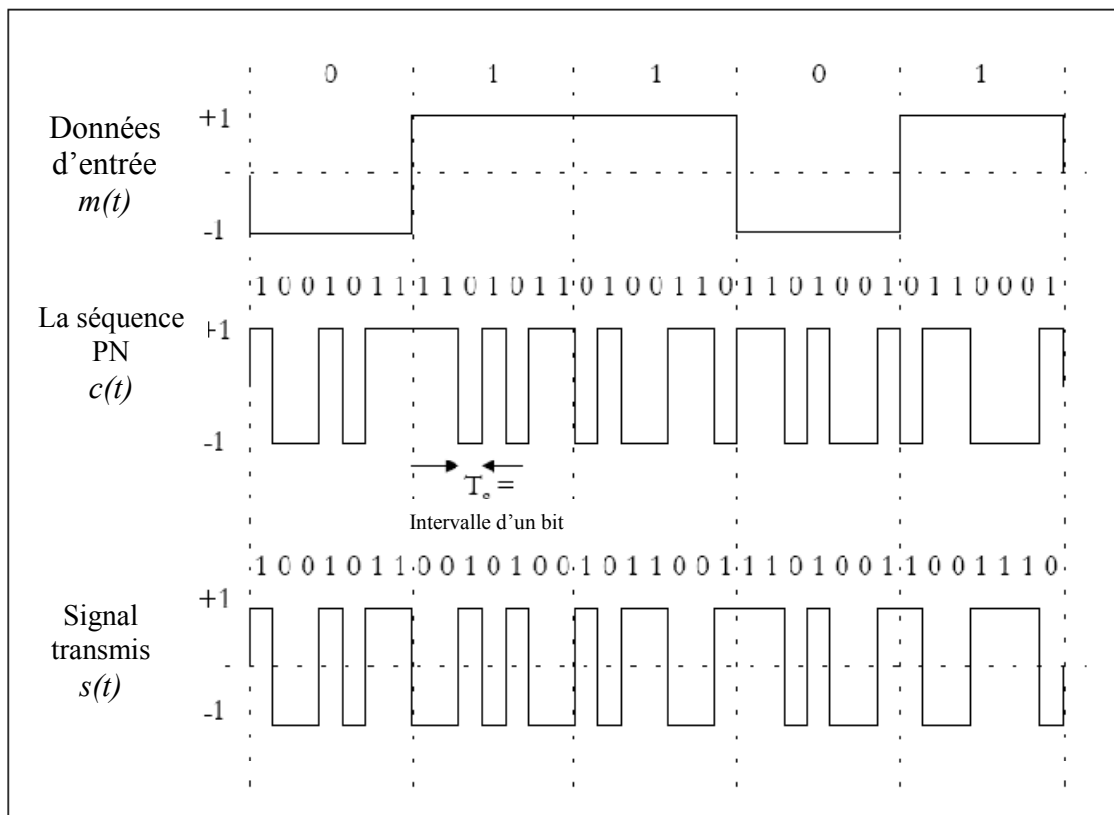 0 1 1 0 1
Données
d’entrée
m(t)
+1
-1
1 0 0 1 0 1 1 1 1 0 1 0 1 1 0 1 0 0 1 1 0 1 1 0 1 0 0 1 0 1 1 0 0 0 1
La séquence
PN
c(t)
+1
-1
Tc =
Intervalle d’un bit
1 0 0 1 0 1 1 0 0 1 0 1 0 0 1 0 1 1 0 0 1 1 1 0 1 0 0 1 1 0 0 1 1 1 0
Signal
transmis
s(t)
+1
-1